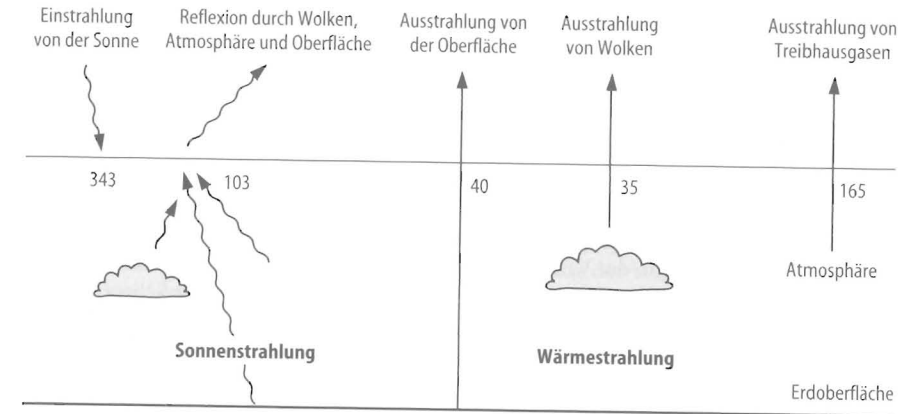 Einstrahlung
von der Sonne
Reflexion durch Wolken,
Atmosphäre und Oberfläche
Ausstrahlung von
der Oberfläche
Ausstrahlung
von Wolken
Ausstrahlung von
Treibhausgasen
343
103
40
35
165
Atmosphäre
Sonnenstrahlung
Wärmestrahlung
Erdoberfläche